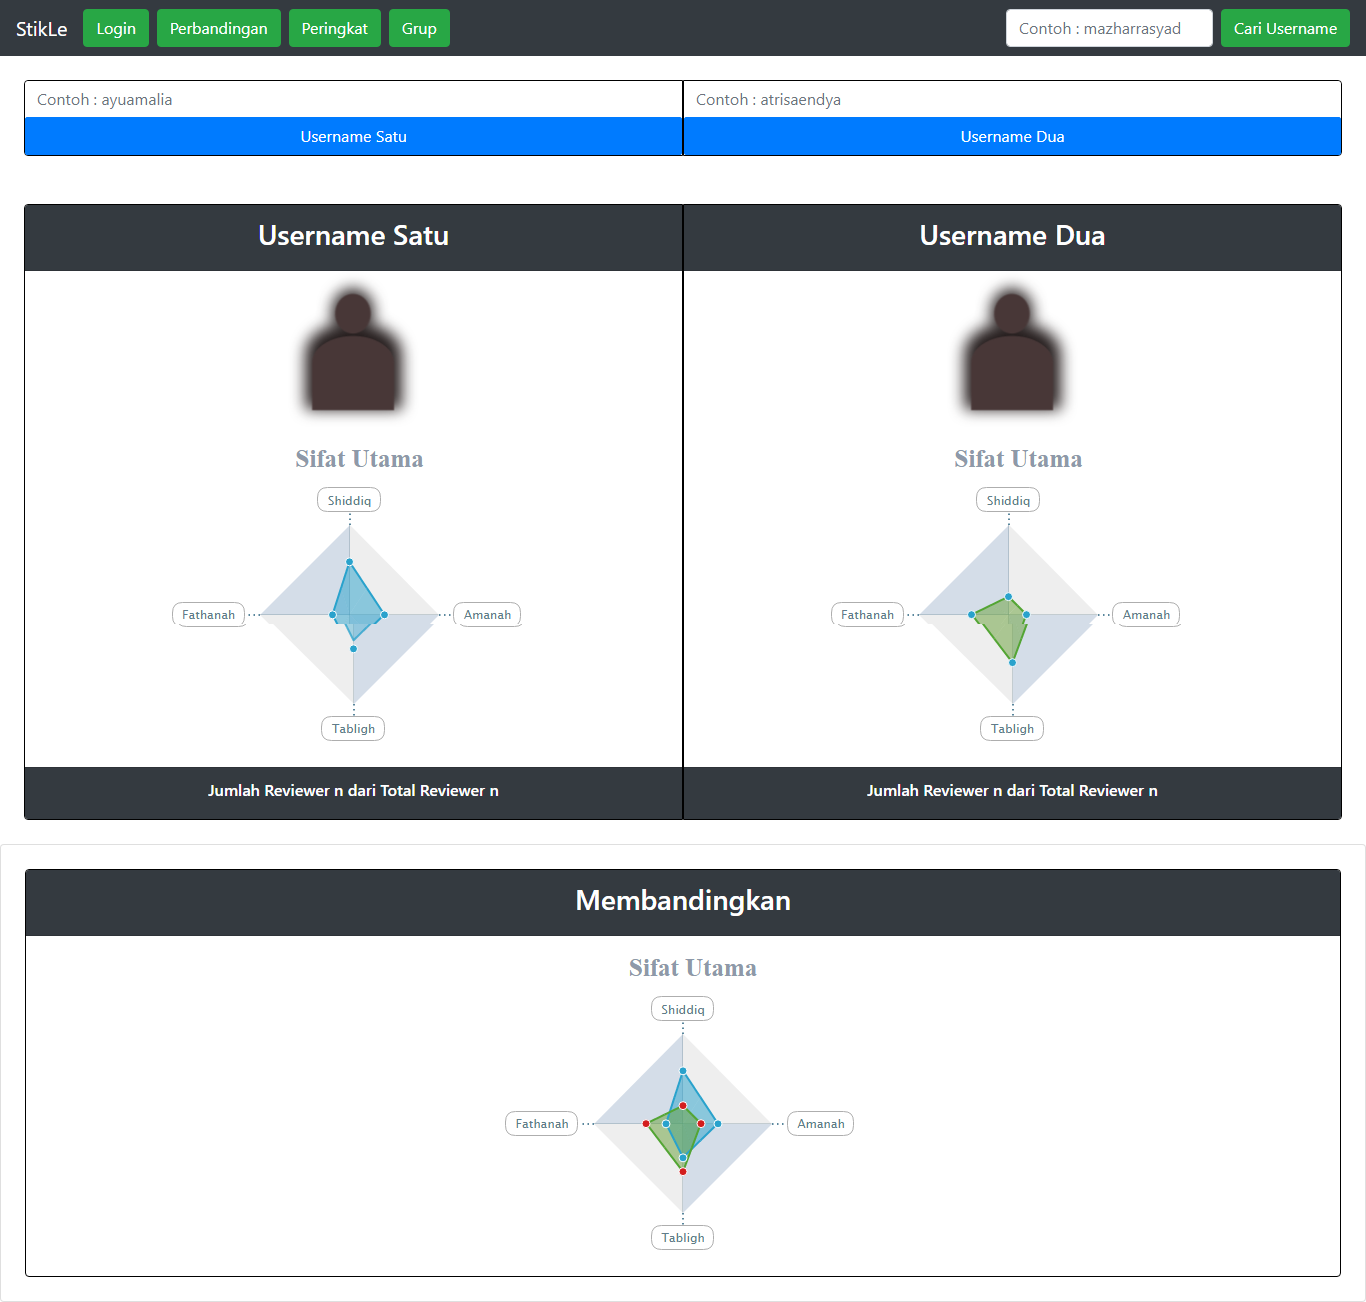 StikLe Login Perbandingan Peringkat Grup Contoh : mazharrasyad Cari Username
Contoh : ayuamalia Contoh : atrisaendya
Username Satu Username Dua
Username Satu Username Dua
Sifat Utama Sifat Utama
Shiddiq Shiddiq
Fathanah Amanah Fathanah Amanah
Tabligh Tabligh
Jumlah Reviewer n dari Total Reviewer n Jumlah Reviewer n dari Total Reviewer n
Membandingkan
Sifat Utama
Shiddiq
Fathanah Amanah
Tabligh